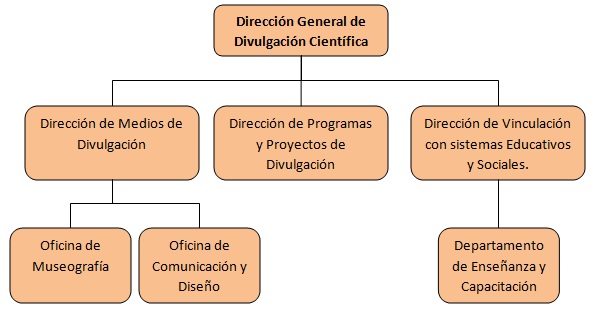 Dirección General de
Divulgación Científica
Dirección de Medios de
Divulgación
Dirección de Programas
y Proyectos de
Divulgación
Dirección de Vinculación
con sistemas Educativos
y Sociales.
Oficina de
Museografía
Oficina de
Comunicación y
Diseño
Departamento
de Enseñanza y
Capacitación